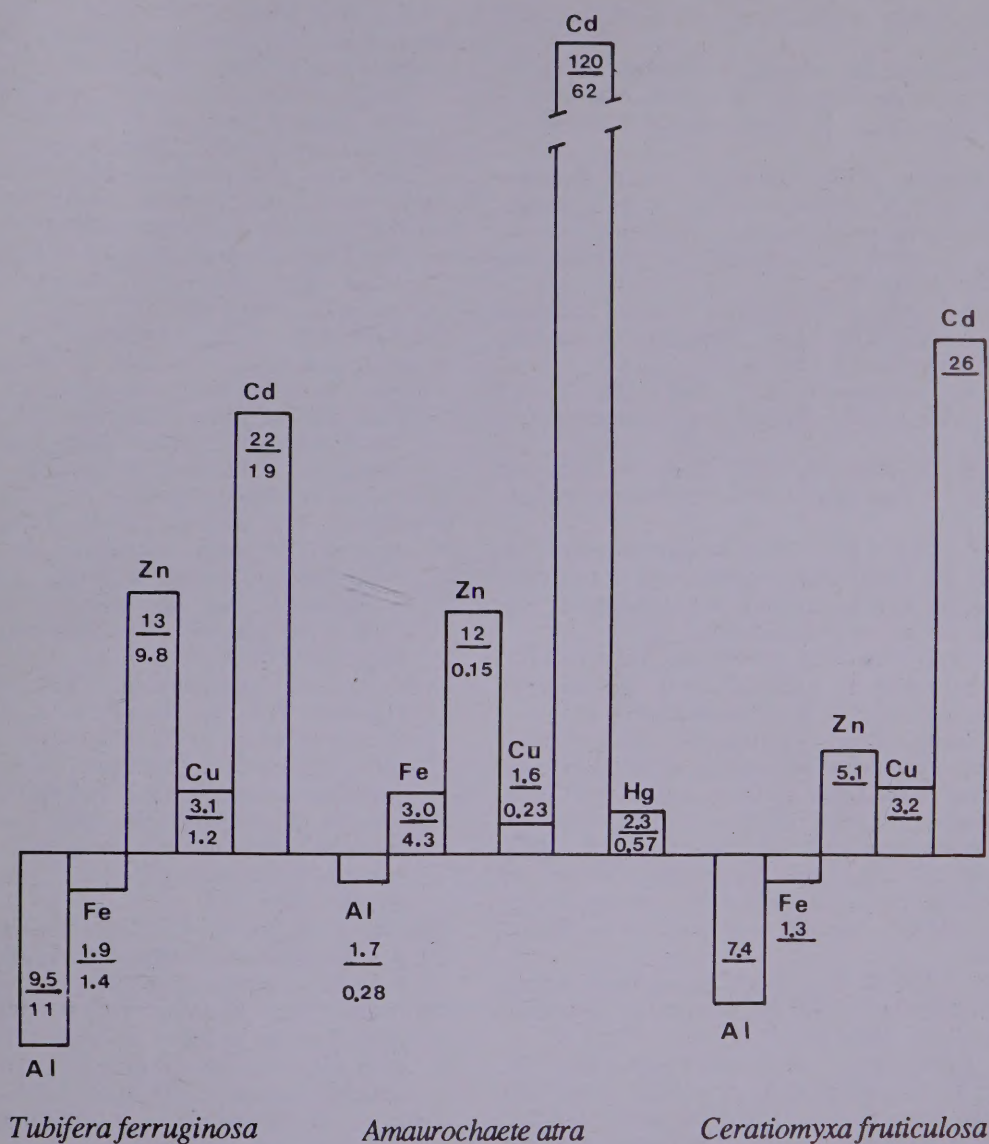 Cd
120
62
Cd
26
Cd
22
19
Zn
13
9.8
Zn
12
0.15
Zn
5.1
Cu
3.1
1.2
Fe
3.0
4.3
Cu
1.6
0.23
Hg
2.3
0.57
Cu
3.2
Fe
1.9
1.4
9.5
11
Al
Al
1.7
0.28
Fe
1.3
7.4
Al
Tubifera ferruginosa
Amaurochaete atra
Ceratiomyxa fruticulosa